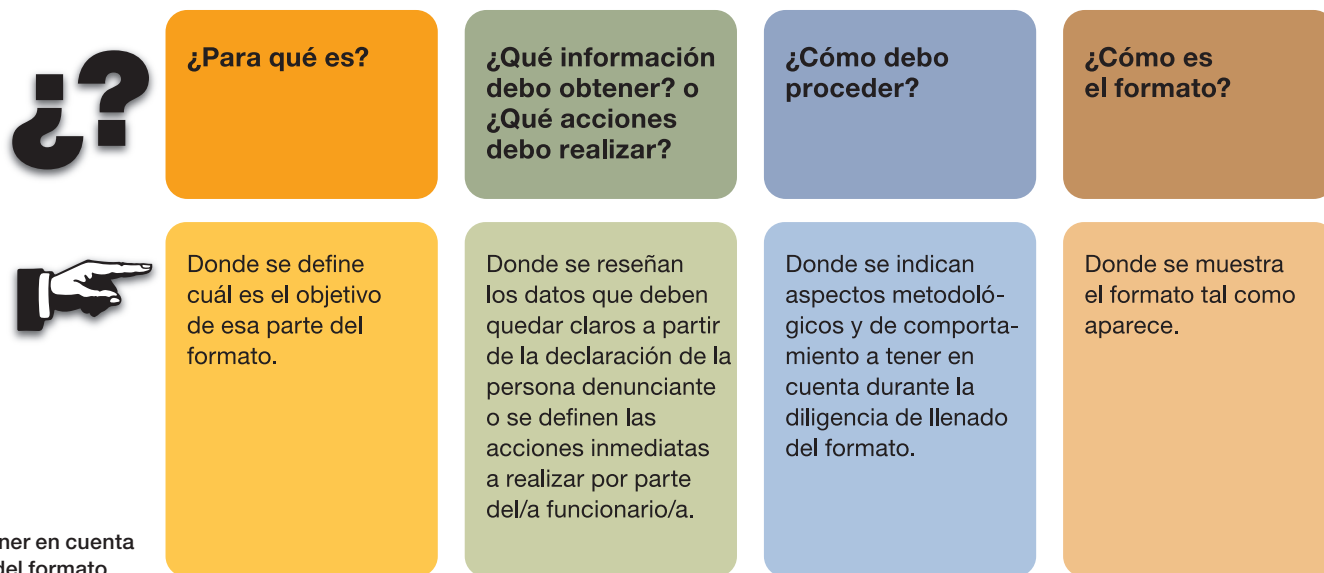 ¿?
¿Para qué es?
¿Qué información
debo obtener? o
¿Qué acciones
debo realizar?
¿Cómo debo
proceder?
¿Cómo es
el formato?
Donde se define
cuál es el objetivo
de esa parte del
formato.
Donde se reseñan
los datos que deben
quedar claros a partir
de la declaración de la
persona denunciante
o se definen las
acciones inmediatas
a realizar por parte
del/a funcionario/a.
Donde se indican
aspectos metodoló-
gicos y de comporta-
miento a tener en
cuenta durante la
diligencia de llenado
del formato.
Donde se muestra
el formato tal como
aparece.
en cuenta
del formato